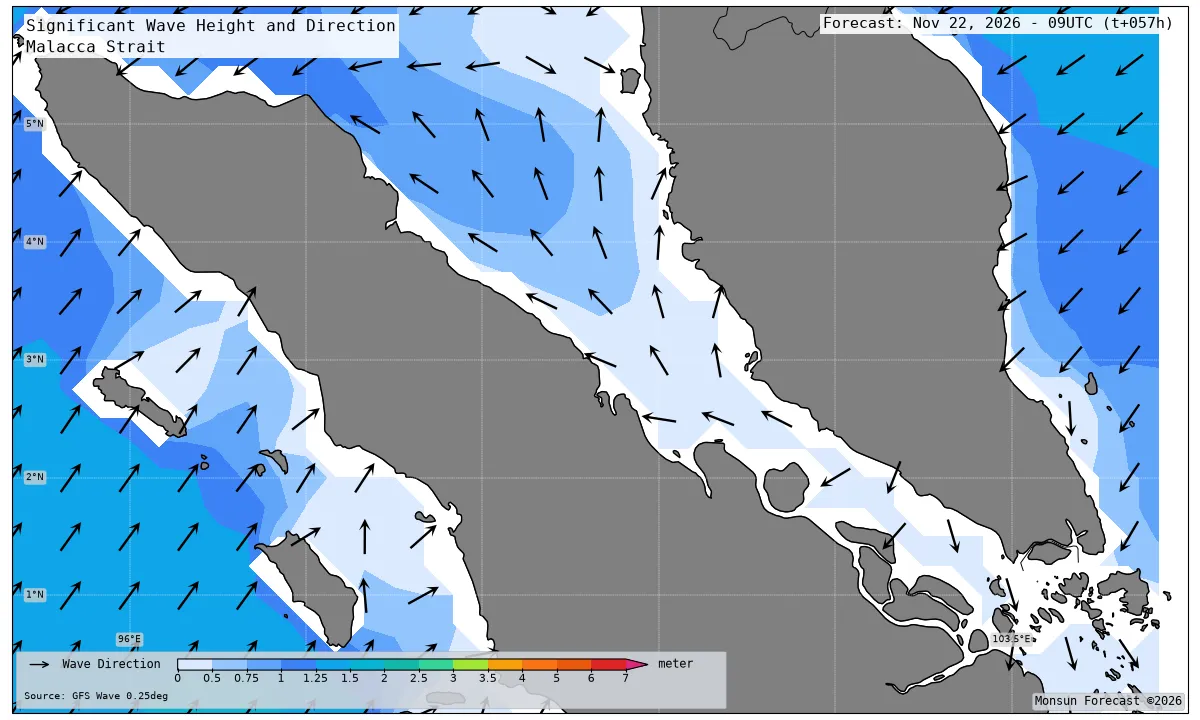 Significant Wave Height and Direction
Malacca Strait
Forecast: Nov 22, 2026 - 09UTC (t+057h)
5°N
4°N
3°N
2°N
1°N
96°E
103.5°E
Wave Direction
meter
0 0.5 0.75 1 1.25 1.5 2 2.5 3 3.5 4 5 6 7
Source: GFS Wave 0.25deg
Monsun Forecast ©2026